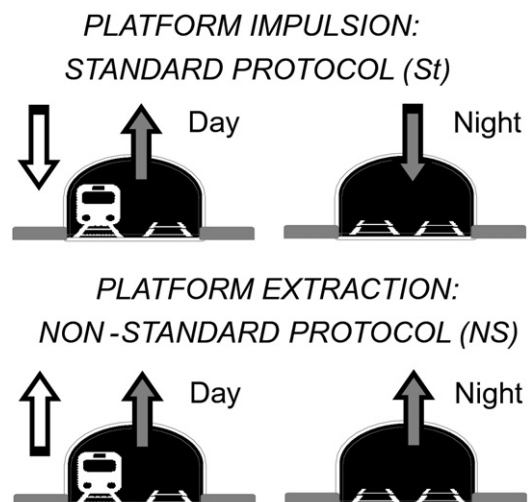 PLATFORM IMPULSION:
STANDARD PROTOCOL (St)
Day
Night
PLATFORM EXTRACTION:
NON-STANDARD PROTOCOL (NS)
Day
Night